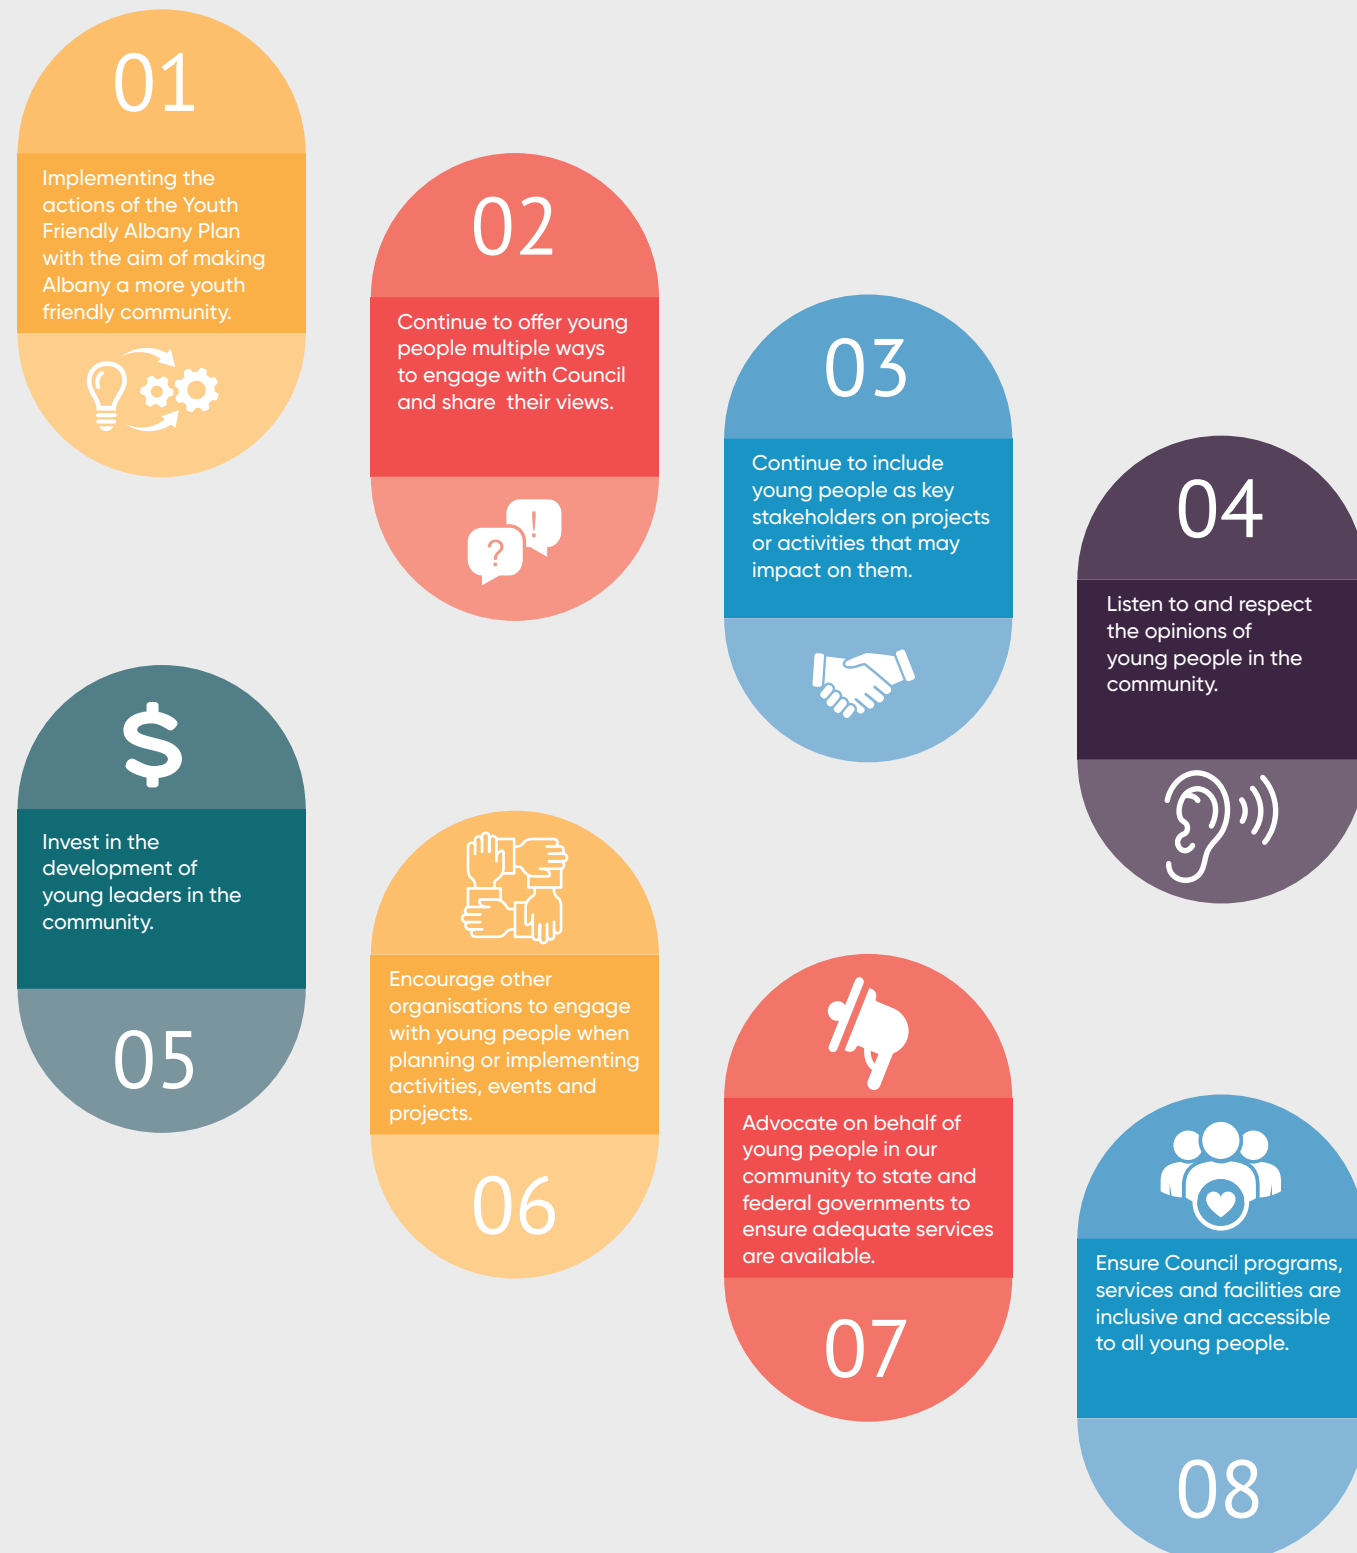 01
Implementing the
actions of the Youth
Friendly Albany Plan
with the aim of making
Albany a more youth
friendly community.
02
Continue to offer young
people multiple ways
to engage with Council
and share  their views.
?
!
03
Continue to include
young people as key
stakeholders on projects
or activities that may
impact on them.
04
Listen to and respect
the opinions of
young people in the
community.
$
Invest in the
development of
young leaders in the
community.
05
Encourage other
organisations to engage
with young people when
planning or implementing
activities, events and
projects.
06
Advocate on behalf of
young people in our
community to state and
federal governments to
ensure adequate services
are available.
07
Ensure Council programs,
services and facilities are
inclusive and accessible
to all young people.
08